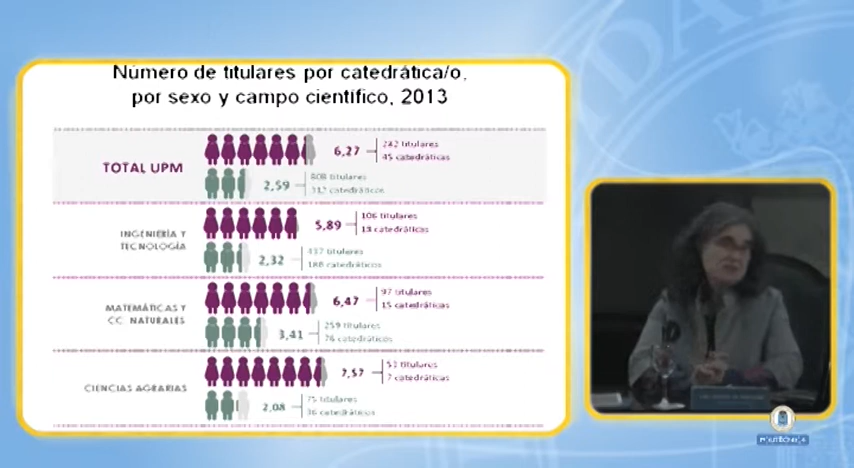 Número de titulares por catedrática/o,
por sexo y campo científico, 2013
TOTAL UPM
6,27
282 titulares
45 catedráticas
2,59
808 titulares
312 catedráticos
INGENIERÍA Y
TECNOLOGÍA
5,89
106 titulares
18 catedráticas
2,32
437 titulares
188 catedráticos
MATEMÁTICAS Y
CC NATURALES
6,47
97 titulares
15 catedráticas
3,41
259 titulares
76 catedráticos
CIENCIAS AGRARIAS
7,57
53 titulares
7 catedráticas
2,08
75 titulares
36 catedráticos
POLITÉCNICA